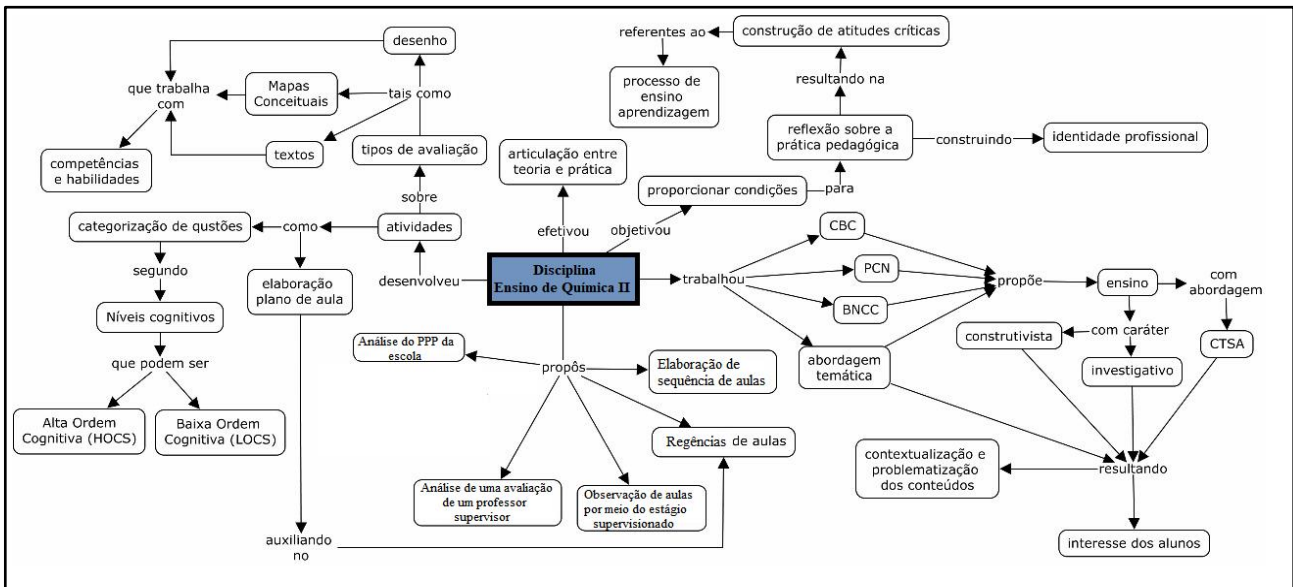 desenho
referentes ao
construção de atitudes críticas
que trabalha
com
Mapas
Conceituais
tais como
processo de
ensino
aprendizagem
resultando na
competências
e habilidades
textos
tipos de avaliação
articulação entre
teoria e prática
reflexão sobre a
prática pedagógica
construindo
identidade profissional
proporcionar condições
para
sobre
categorização de qustões
como
atividades
efetivou
objetivou
CBC
segundo
elaboração
plano de aula
desenvolveu
Disciplina
Ensino de Química II
trabalhou
PCN
propõe
ensino
com
abordagem
Níveis cognitivos
BNCC
construtivista
com caráter
CTSA
que podem ser
Análise do PPP da
escola
propôs
Elaboração
de sequência de aulas
abordagem
temática
investigativo
Alta Ordem
Cognitiva (HOCS)
Baixa Ordem
Cognitiva (LOCS)
Regências de aulas
contextualização e
problematização
dos conteúdos
resultando
Análise de uma avaliação
de um professor
supervisor
Observação de aulas
por meio do estágio
supervisionado
auxiliando
no
interesse dos alunos